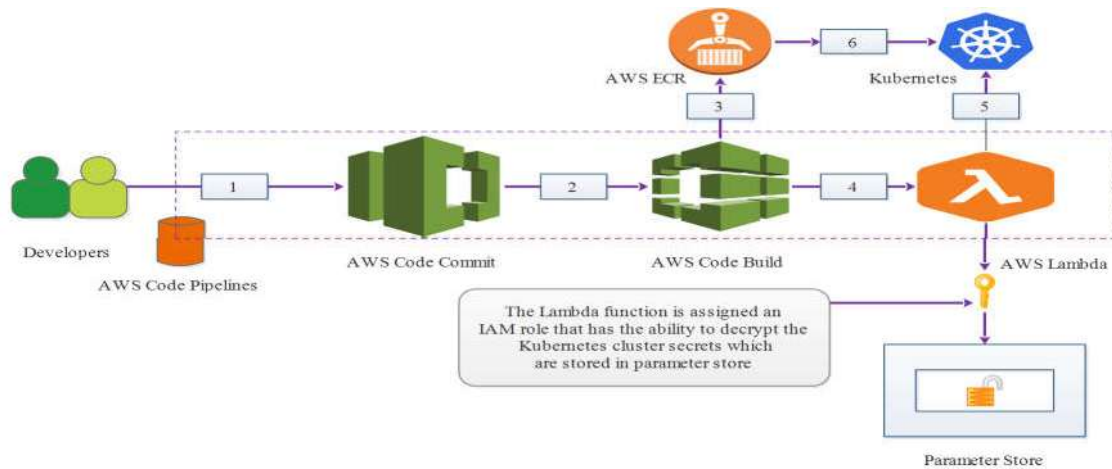 6
AWS ECR
Kubernetes
3
5
1
2
4
Developers
AWS Code Pipelines
AWS Code Commit
AWS Code Build
AWS Lambda
The Lambda function is assigned an
IAM role that has the ability to decrypt the
Kubernetes cluster secrets which
are stored in parameter store
Parameter Store